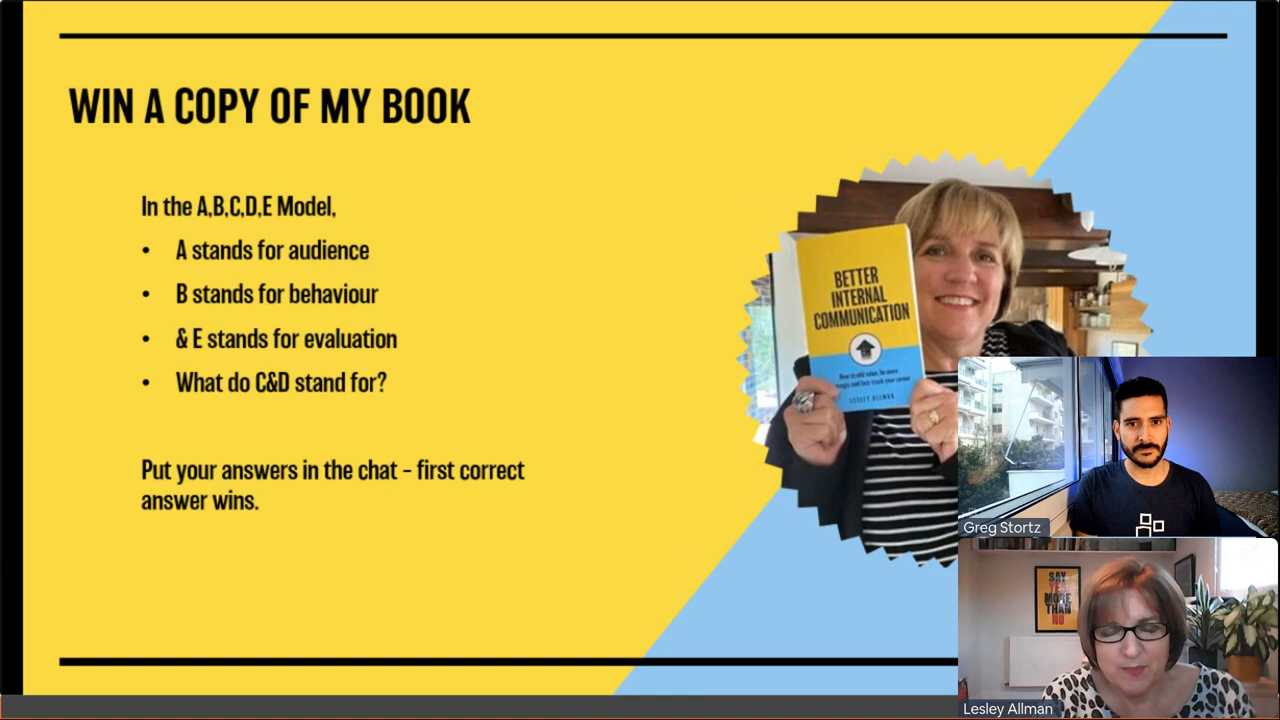 WIN A COPY OF MY BOOK
In the A,B,C,D,E Model,
• A stands for audience
• B stands for behaviour
• & E stands for evaluation
• What do C&D stand for?
Put your answers in the chat - first correct
answer wins.
BETTER
INTERNAL
COMMUNICATION
LESLEY ALLMAN
Greg Stortz
SAY
YES
MORE
THAN
NO
Lesley Allman